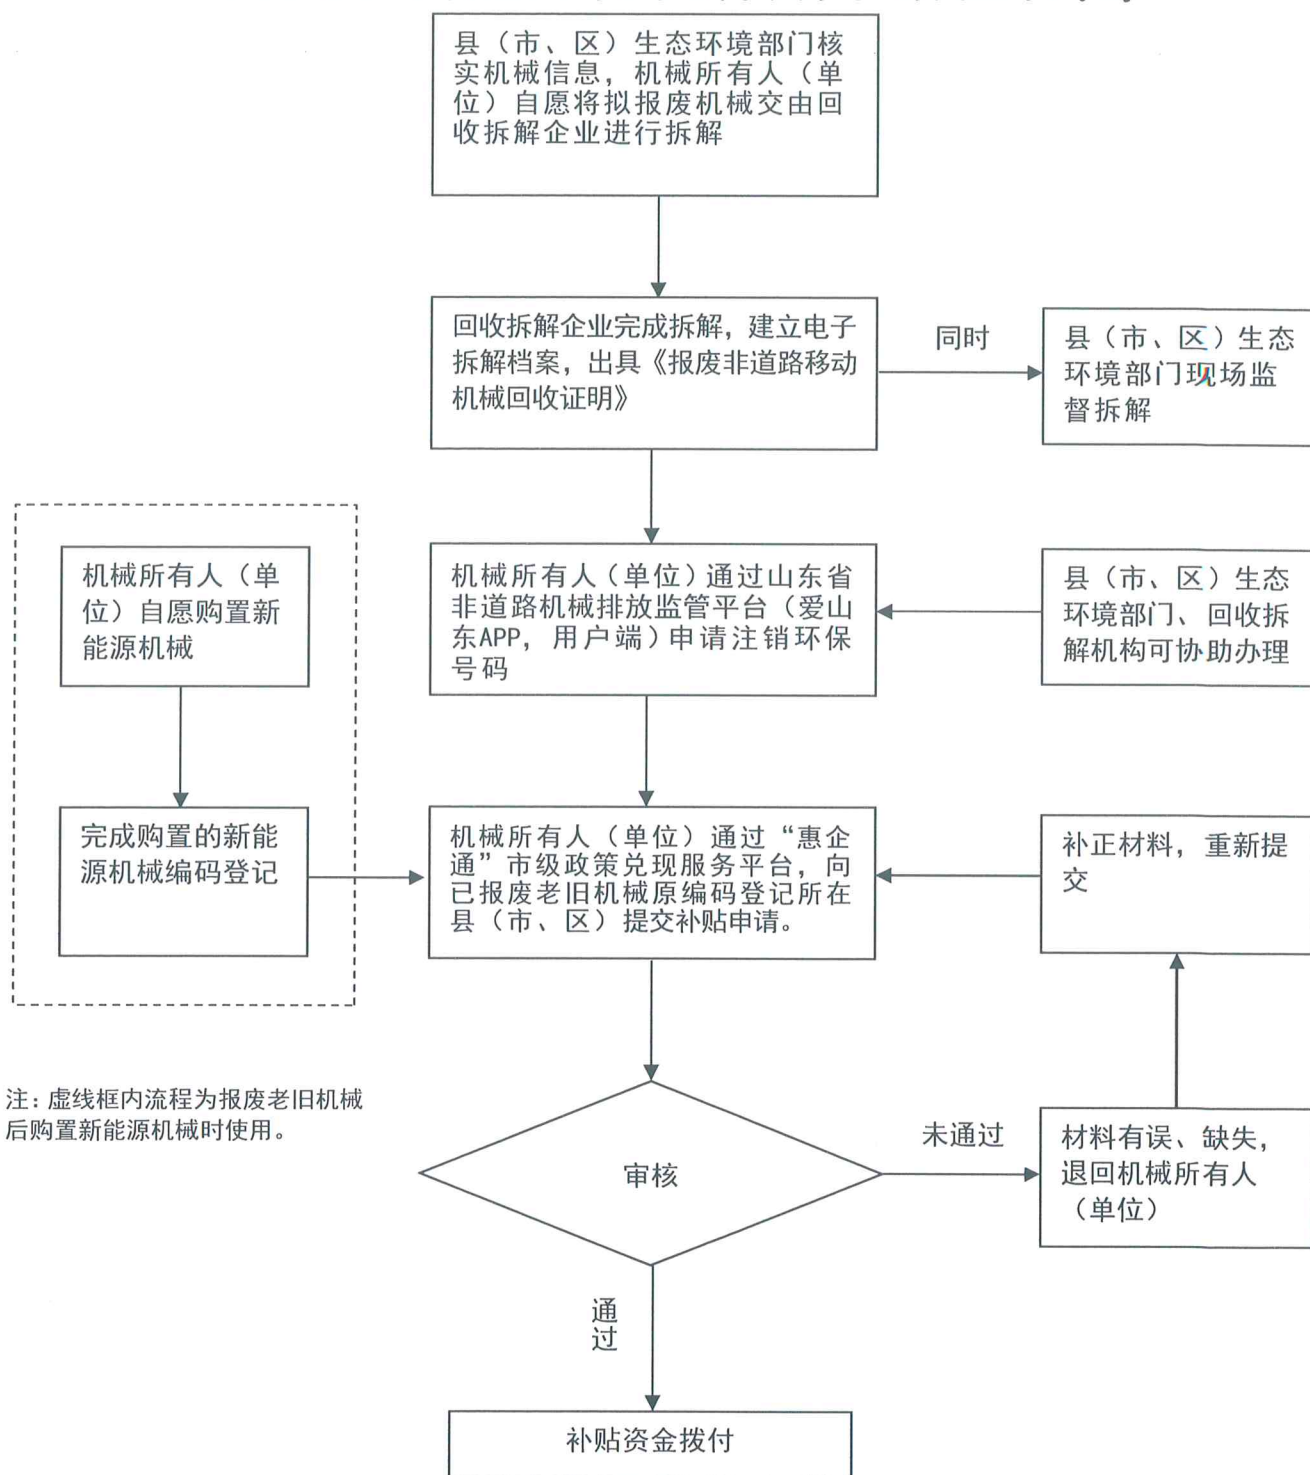 县（市、区）生态环境部门核
实机械信息，机械所有人（单
位）自愿将拟报废机械交由回
收拆解企业进行拆解
回收拆解企业完成拆解，建立电子
拆解档案，出具《报废非道路移动
机械回收证明》
同时
县（市、区）生态
环境部门现场监
督拆解
机械所有人（单
位）自愿购置新
能源机械
机械所有人（单位）通过山东省
非道路机械排放监管平台（爱山
东APP，用户端）申请注销环保
号码
县（市、区）生态
环境部门、回收拆
解机构可协助办理
完成购置的新能
源机械编码登记
机械所有人（单位）通过“惠企
通”市级政策兑现服务平台，向
已报废老旧机械原编码登记所在
县（市、区）提交补贴申请。
补正材料，重新提
交
注：虚线框内流程为报废老旧机械
后购置新能源机械时使用。
审核
未通过
材料有误、缺失，
退回机械所有人
（单位）
通
过
补贴资金拨付